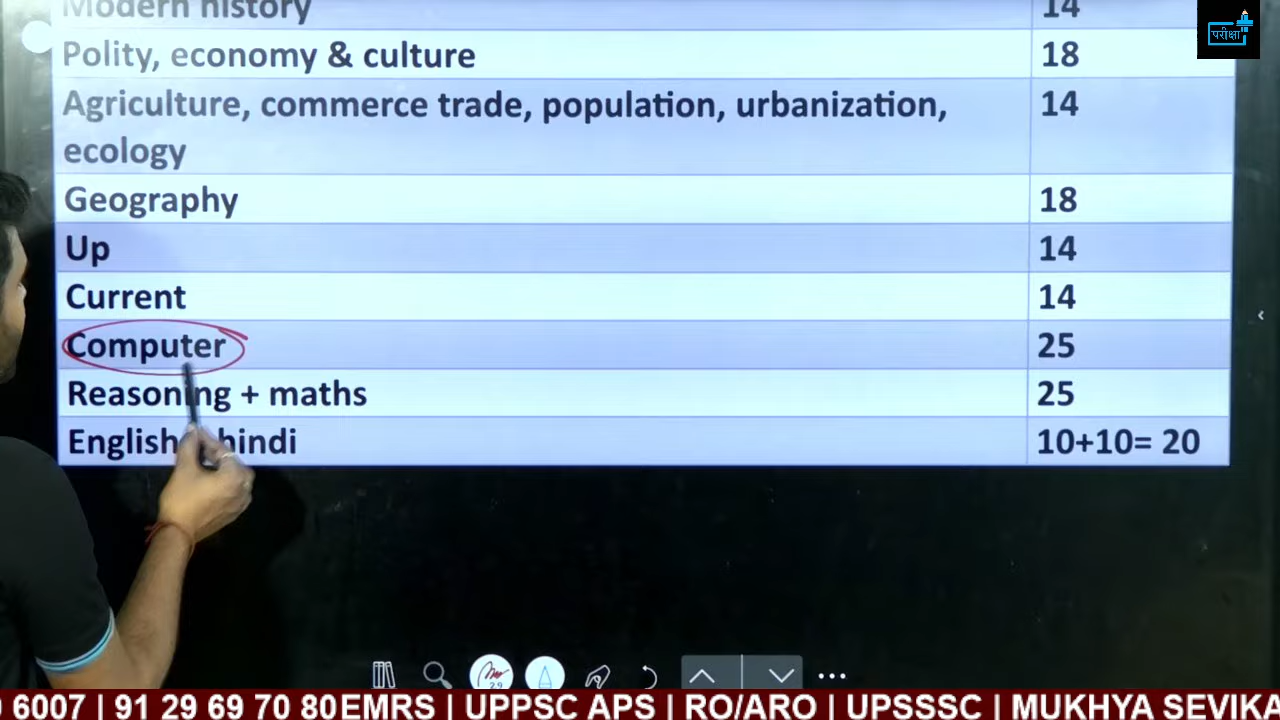 Modern history 14
परीक्षा
Polity, economy & culture 18
Agriculture, commerce trade, population, urbanization, 14
ecology
Geography 18
Up 14
Current 14
Computer 25
Reasoning + maths 25
English hindi 10+10= 20
6007 | 91 29 69 70 80EMRS | UPPSC APS | RO/ARO | UPSSSC | MUKHYA SEVIKA